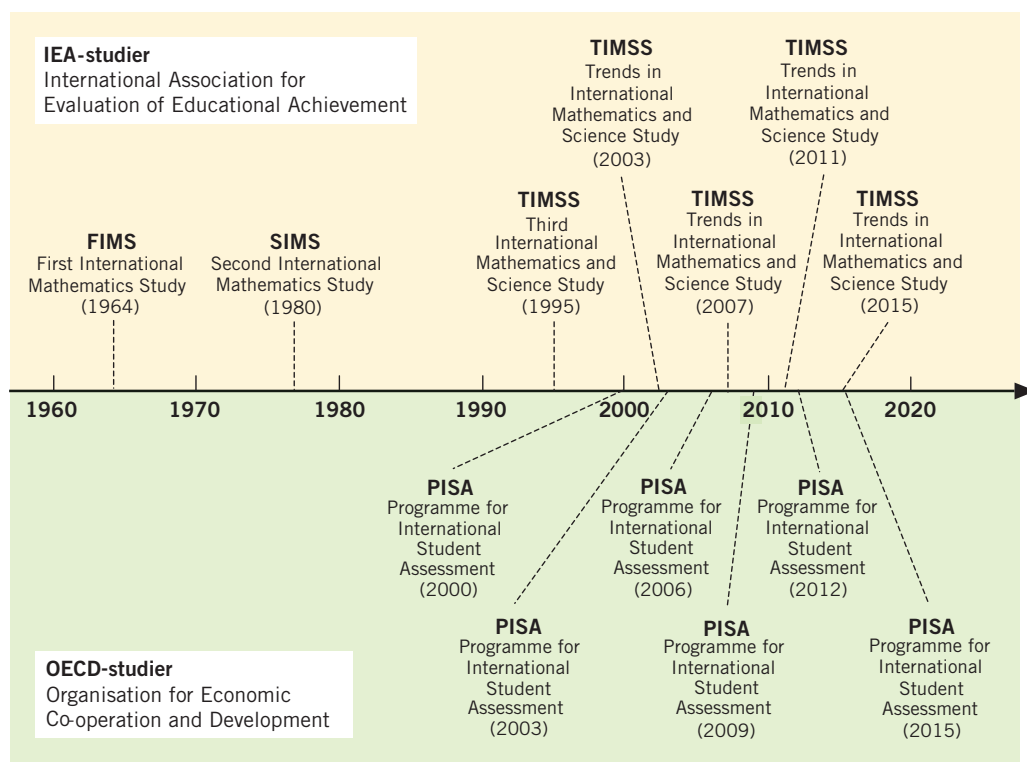 IEA-studier
International Association for
Evaluation of Educational Achievement
TIMSS
Trends in
International
Mathematics and
Science Study
(2003)
TIMSS
Trends in
International
Mathematics and
Science Study
(2011)
FIMS
First International
Mathematics Study
(1964)
SIMS
Second International
Mathematics Study
(1980)
TIMSS
Third
International
Mathematics and
Science Study
(1995)
TIMSS
Trends in
International
Mathematics and
Science Study
(2007)
TIMSS
Trends in
International
Mathematics and
Science Study
(2015)
1960 1970 1980 1990 2000 2010 2020
PISA
Programme for
International
Student
Assessment
(2000)
PISA
Programme for
International
Student
Assessment
(2006)
PISA
Programme for
International
Student
Assessment
(2012)
PISA
Programme for
International
Student
Assessment
(2003)
PISA
Programme for
International
Student
Assessment
(2009)
PISA
Programme for
International
Student
Assessment
(2015)
OECD-studier
Organisation for Economic
Co-operation and Development